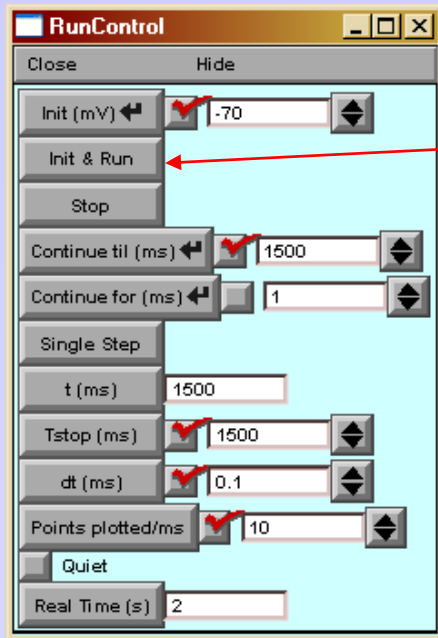 RunControl
Close Hide
Init (mV) -70
Init & Run
Stop
Continue til (ms) 1500
Continue for (ms) 1
Single Step
t (ms) 1500
Tstop (ms) 1500
dt (ms) 0.1
Points plotted/ms 10
Quiet
Real Time (s) 2